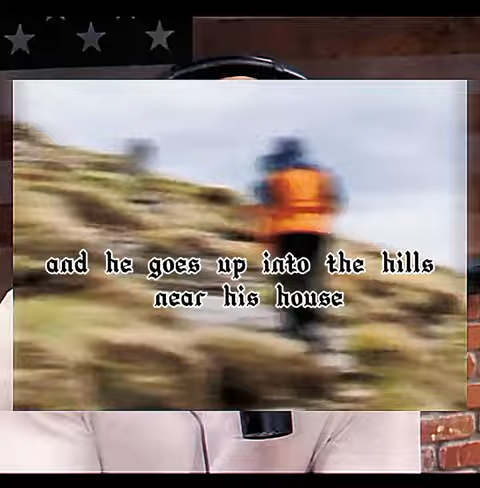 and he goes up into the hills
near his house